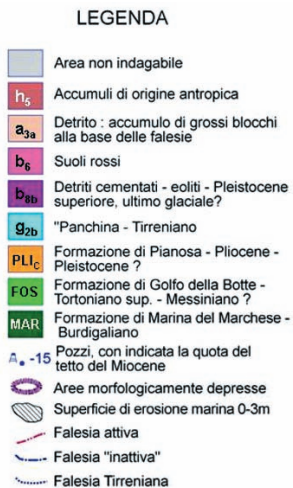 LEGENDA
Area non indagabile
h5 Accumuli di origine antropica
a3a Detrito : accumulo di grossi blocchi
alla base delle falesie
b6 Suoli rossi
b8b Detriti cementati - eoliti - Pleistocene
superiore, ultimo glaciale?
g2b "Panchina - Tirreniano
PLIC Formazione di Pianosa - Pliocene -
Pleistocene ?
FOS Formazione di Golfo della Botte -
Tortoniano sup. - Messiniano ?
MAR Formazione di Marina del Marchese -
Burdigaliano
A. -15 Pozzi, con indicata la quota del
tetto del Miocene
Aree morfologicamente depresse
Superficie di erosione marina 0-3m
Falesia attiva
Falesia "inattiva"
Falesia Tirreniana